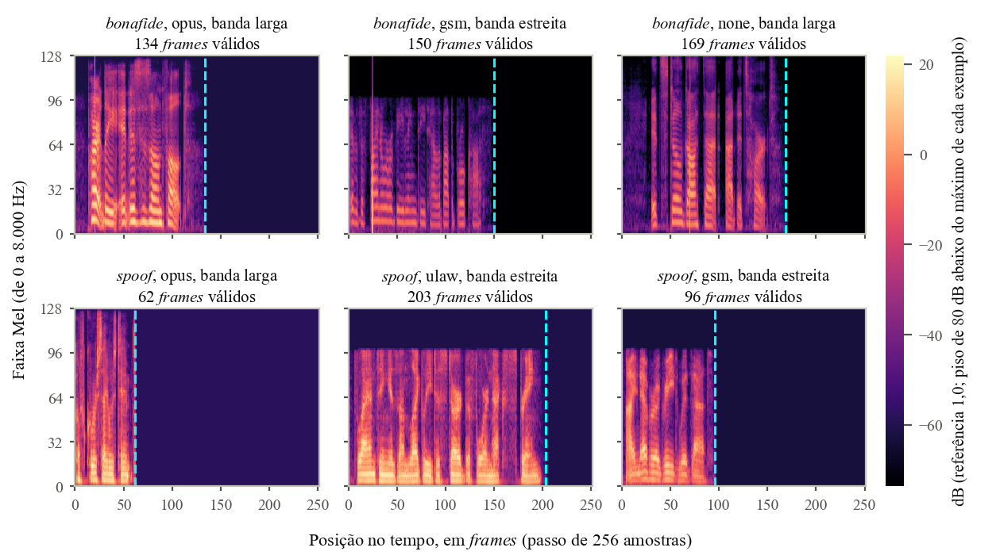 bonafide, opus, banda larga
134 frames válidos
bonafide, gsm, banda estreita
150 frames válidos
bonafide, none, banda larga
169 frames válidos
128
96
64
32
0
spoof, opus, banda larga
62 frames válidos
spoof, ulaw, banda estreita
203 frames válidos
spoof, gsm, banda estreita
96 frames válidos
128
96
64
32
0
0 50 100 150 200 250
0 50 100 150 200 250
0 50 100 150 200 250
Faixa Mel (de 0 a 8.000 Hz)
Posição no tempo, em frames (passo de 256 amostras)
20
0
−20
−40
−60
dB (referência 1,0; piso de 80 dB abaixo do máximo de cada exemplo)